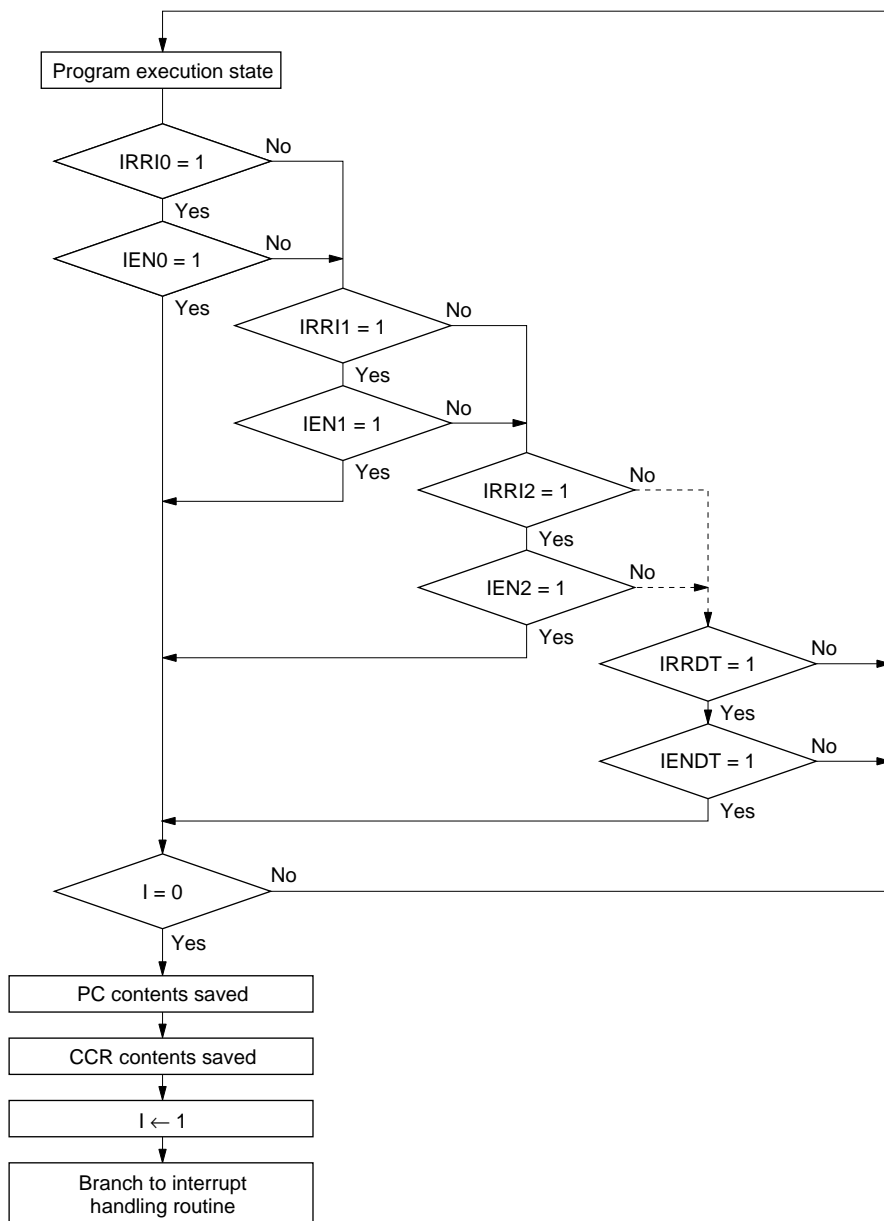 Program execution state
No
IRRI0 = 1
Yes
No
IEN0 = 1
Yes
No
IRRI1 = 1
Yes
No
IEN1 = 1
Yes
No
IRRI2 = 1
Yes
No
IEN2 = 1
Yes
No
IRRDT = 1
Yes
No
IENDT = 1
Yes
No
I = 0
Yes
PC contents saved
CCR contents saved
I ← 1
Branch to interrupt
handling routine